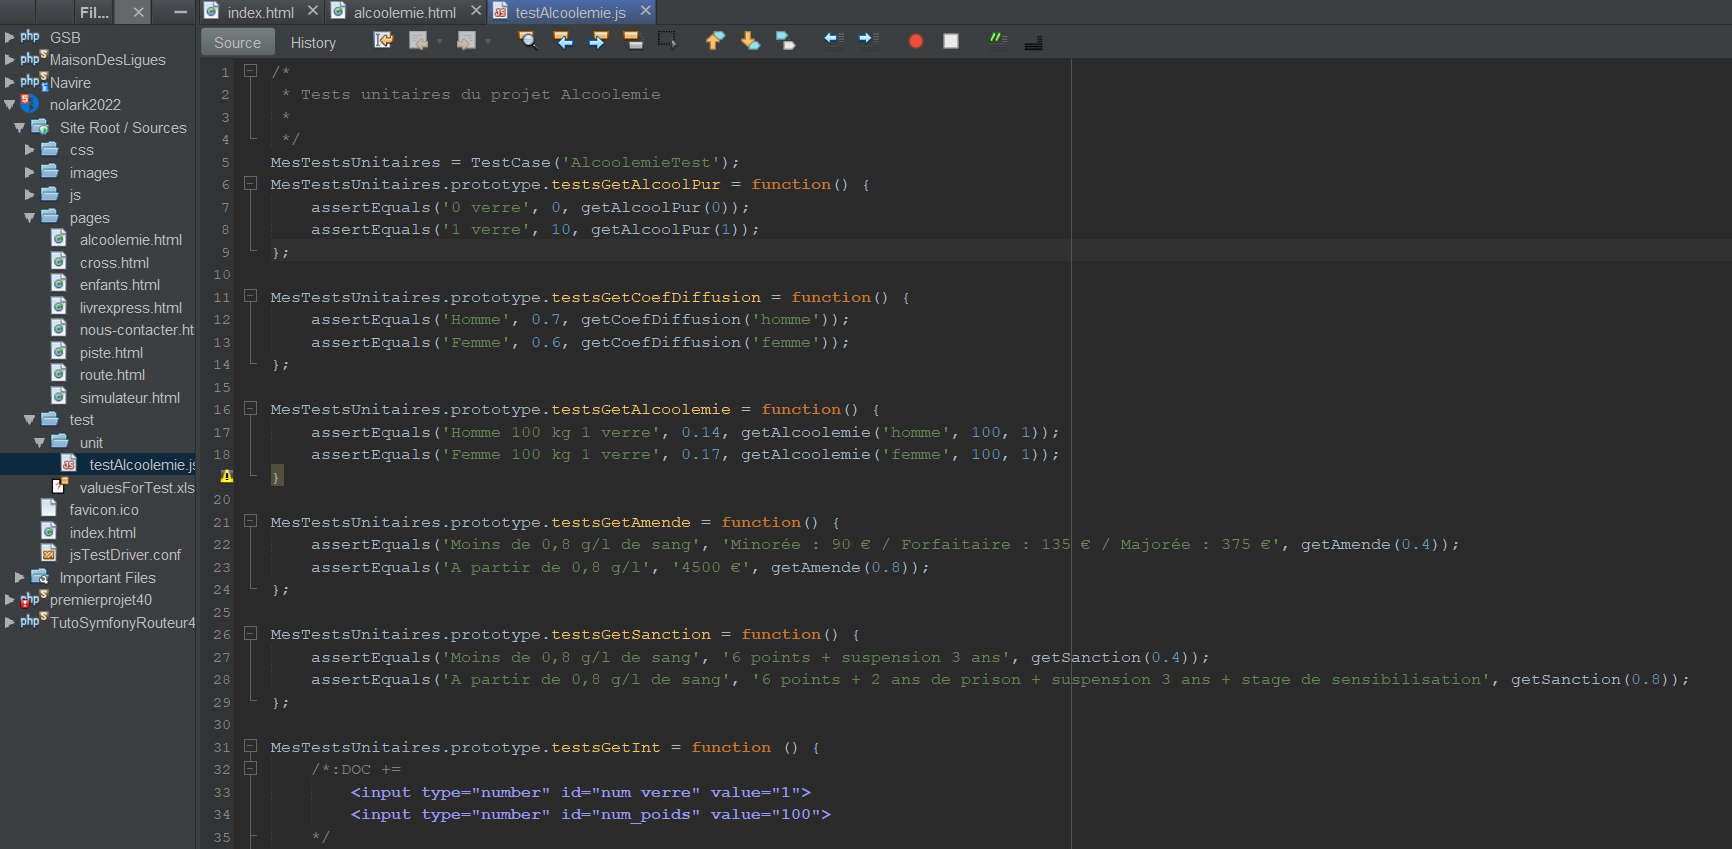 Fil...
index.html
alcoolemie.html
testAlcoolemie.js
Source
History
GSB
MaisonDesLigues
Navire
nolark2022
Site Root / Sources
css
images
js
pages
alcoolemie.html
cross.html
enfants.html
livrexpress.html
nous-contacter.ht
piste.html
route.html
simulateur.html
test
unit
testAlcoolemie.js
valuesForTest.xls
favicon.ico
index.html
jsTestDriver.conf
Important Files
premierprojet40
TutoSymfonyRouteur4
1 /*
2 * Tests unitaires du projet Alcoolemie
3 *
4 */
5 MesTestsUnitaires = TestCase('AlcoolemieTest');
6 MesTestsUnitaires.prototype.testsGetAlcoolPur = function() {
7 assertEquals('0 verre', 0, getAlcoolPur(0));
8 assertEquals('1 verre', 10, getAlcoolPur(1));
9 };
10
11 MesTestsUnitaires.prototype.testsGetCoefDiffusion = function() {
12 assertEquals('Homme', 0.7, getCoefDiffusion('homme'));
13 assertEquals('Femme', 0.6, getCoefDiffusion('femme'));
14 };
15
16 MesTestsUnitaires.prototype.testsGetAlcoolemie = function() {
17 assertEquals('Homme 100 kg 1 verre', 0.14, getAlcoolemie('homme', 100, 1));
18 assertEquals('Femme 100 kg 1 verre', 0.17, getAlcoolemie('femme', 100, 1));
}
20
21 MesTestsUnitaires.prototype.testsGetAmende = function() {
22 assertEquals('Moins de 0,8 g/l de sang', 'Minorée : 90 € / Forfaitaire : 135 € / Majorée : 375 €', getAmende(0.4));
23 assertEquals('A partir de 0,8 g/l', '4500 €', getAmende(0.8));
24 };
25
26 MesTestsUnitaires.prototype.testsGetSanction = function() {
27 assertEquals('Moins de 0,8 g/l de sang', '6 points + suspension 3 ans', getSanction(0.4));
28 assertEquals('A partir de 0,8 g/l de sang', '6 points + 2 ans de prison + suspension 3 ans + stage de sensibilisation', getSanction(0.8));
29 };
30
31 MesTestsUnitaires.prototype.testsGetInt = function () {
32 /*:DOC +=
33 <input type="number" id="num_verre" value="1">
34 <input type="number" id="num_poids" value="100">
35 */